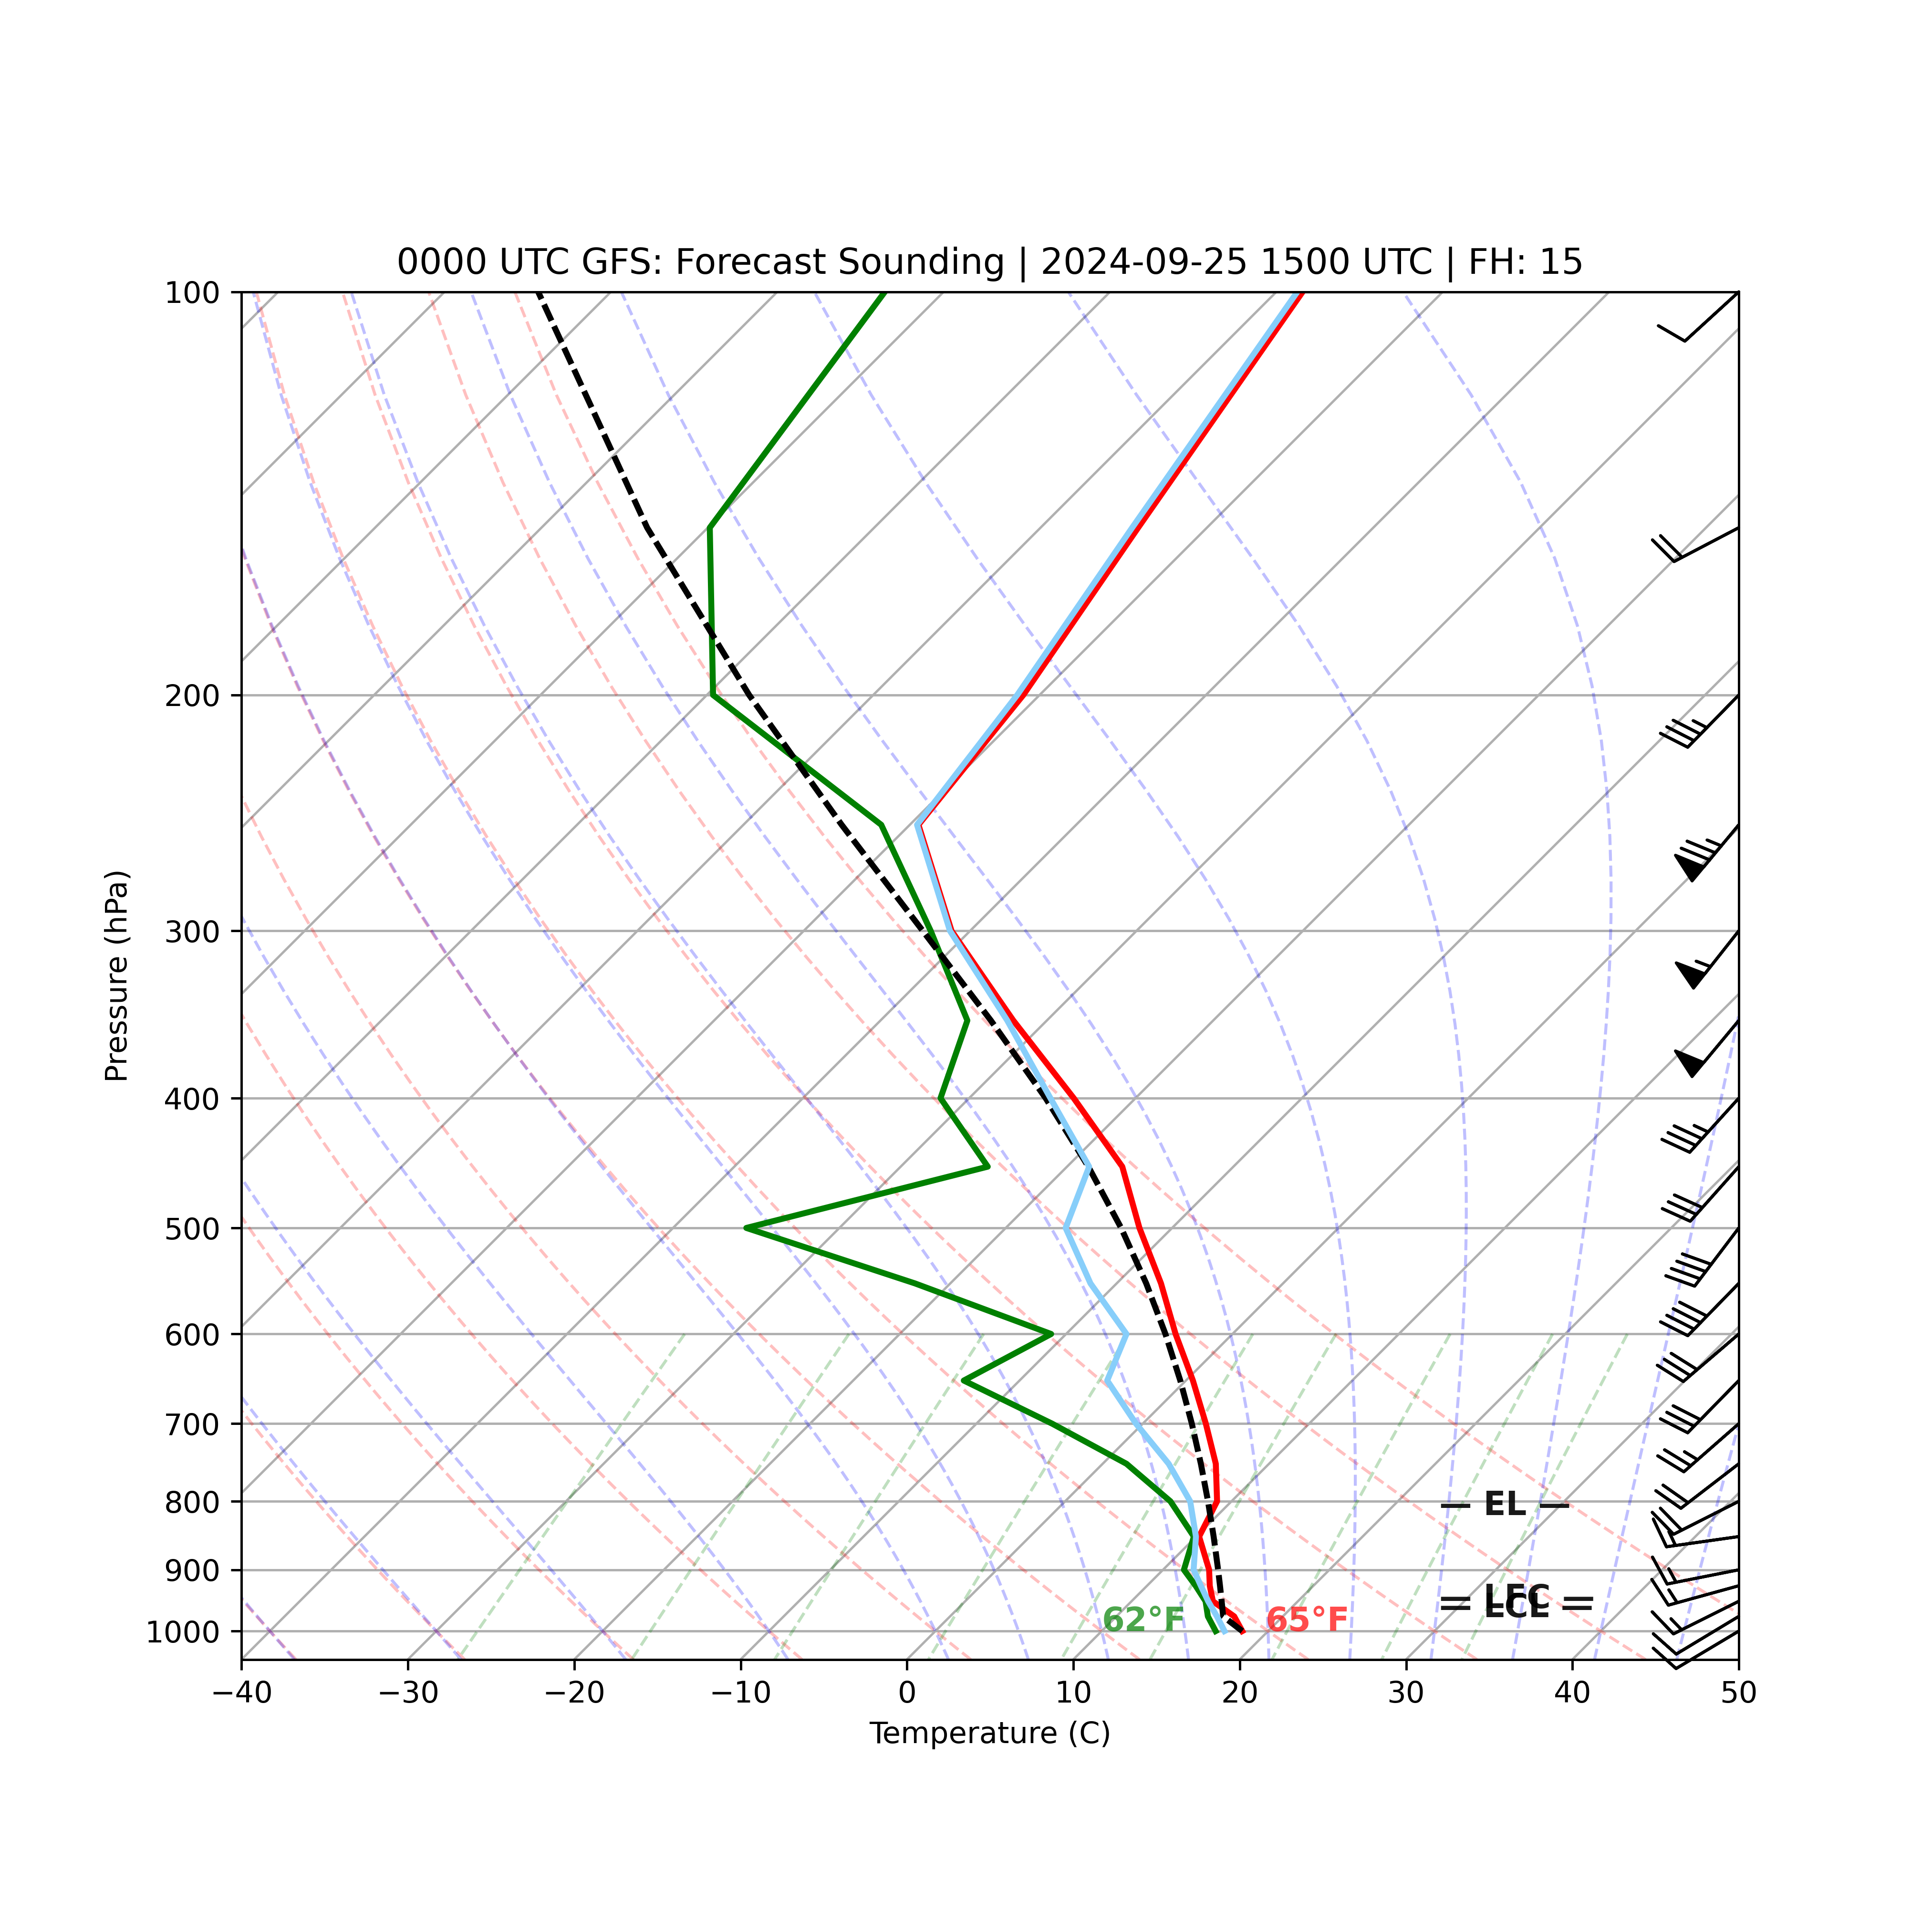 0000 UTC GFS: Forecast Sounding | 2024-09-25 1500 UTC | FH: 15
100
200
300
400
500
600
700
800
900
1000
Pressure (hPa)
— EL —
— LFC —
— LCL —
62°F
65°F
−40 −30 −20 −10 0 10 20 30 40 50
Temperature (C)